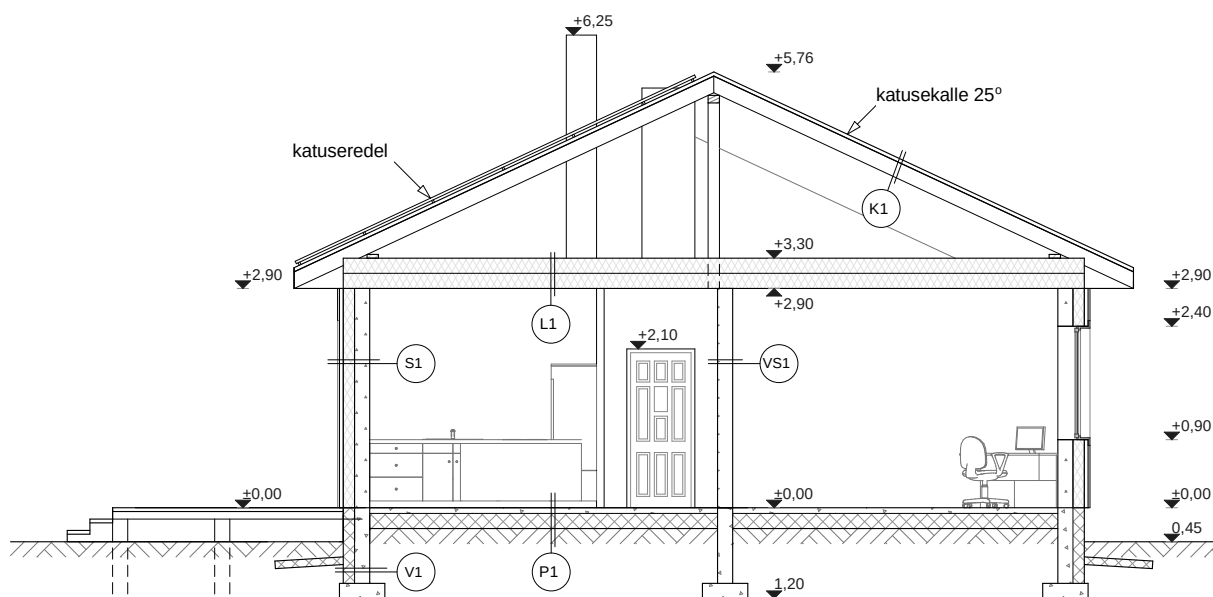 +6,25
+5,76
katusekalle 25º
katuseredel
K1
+3,30
+2,90
+2,90
+2,90
+2,40
L1
+2,10
S1
VS1
+0,90
±0,00
±0,00
±0,00
0,45
V1
P1
1,20